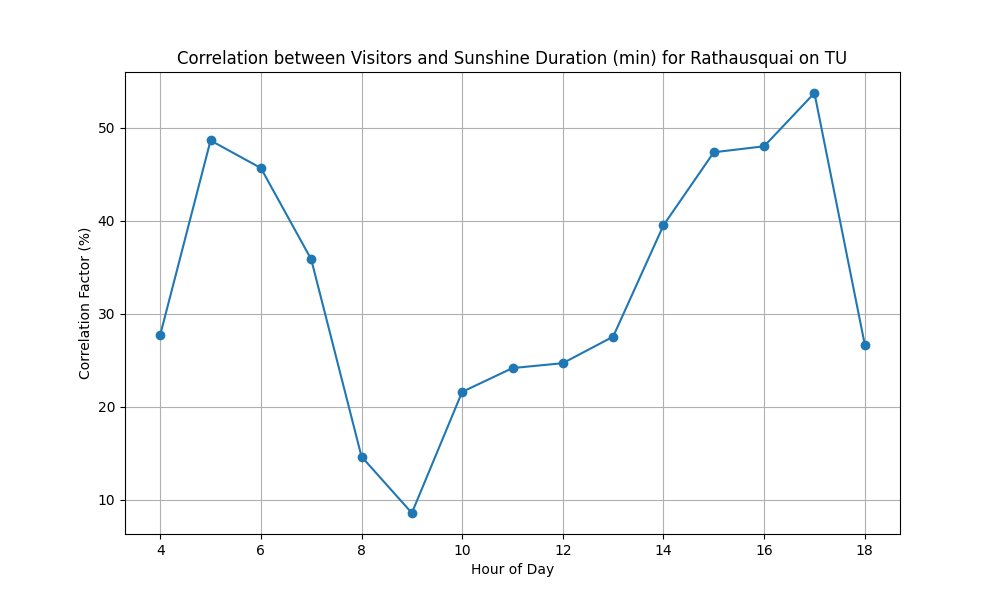 Correlation between Visitors and Sunshine Duration (min) for Rathausquai on TU
Correlation Factor (%)
50
40
30
20
10
4 6 8 10 12 14 16 18
Hour of Day